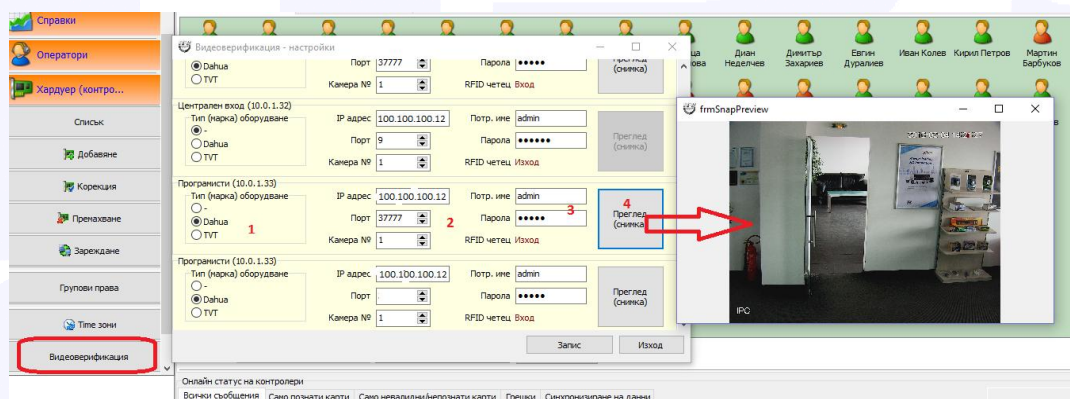 Справки
Оператори
Хардуер (контро...
Списък
Добавяне
Корекция
Пренахване
Зареждане
Групови права
Time зони
Видеоверификация
Видеоверификация - настройки
Dahua
TVT
Порт 37777
Камера № 1
Парола •••••
RFID четец Вход
Преглед
(снимка)
Централен вход (10.0.1.32)
Тип (нарка) оборудване
-
Dahua
TVT
IP адрес 100.100.100.12
Порт 9
Камера № 1
Потр. име admin
Парола ••••••
RFID четец Изход
Преглед
(снимка)
Програнисти (10.0.1.33)
Тип (нарка) оборудване
-
Dahua
TVT
1
IP адрес 100.100.100.12
Порт 37777
Камера № 1
2
Потр. име admin
Парола •••••
3
RFID четец Изход
4
Преглед
(снимка)
Програнисти (10.0.1.33)
Тип (нарка) оборудване
-
Dahua
TVT
IP адрес 100.100.100.12
Порт
Камера № 1
Потр. име admin
Парола •••••
RFID четец Вход
Преглед
(снимка)
Запис
Изход
Диан
Неделчев
Димитър
Захариев
Евгин
Дуралиев
Иван Колев
Кирил Петров
Мартин
Барбуков
frmSnapPreview
IPC
Онлайн статус на контролери
Всички съобщения
Само познати карти
Само невалидни/непознати карти
Грешки
Синхронизиране на данни